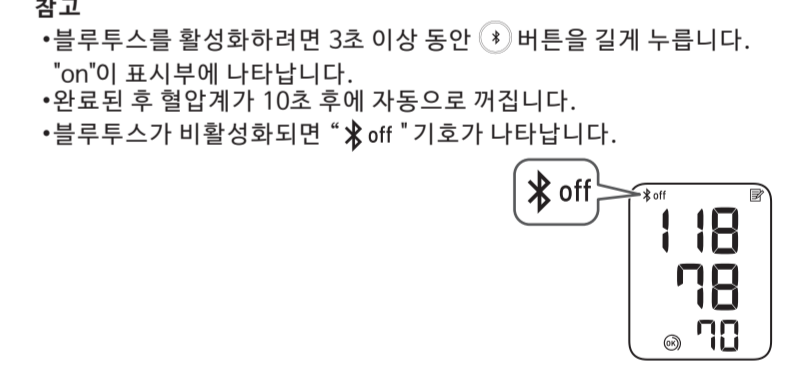 참고
•블루투스를 활성화하려면 3초 이상 동안 버튼을 길게 누릅니다.
"on"이 표시부에 나타납니다.
•완료된 후 혈압계가 10초 후에 자동으로 꺼집니다.
•블루투스가 비활성화되면 “ off " 기호가 나타납니다.
off
off
118
78
OK 70